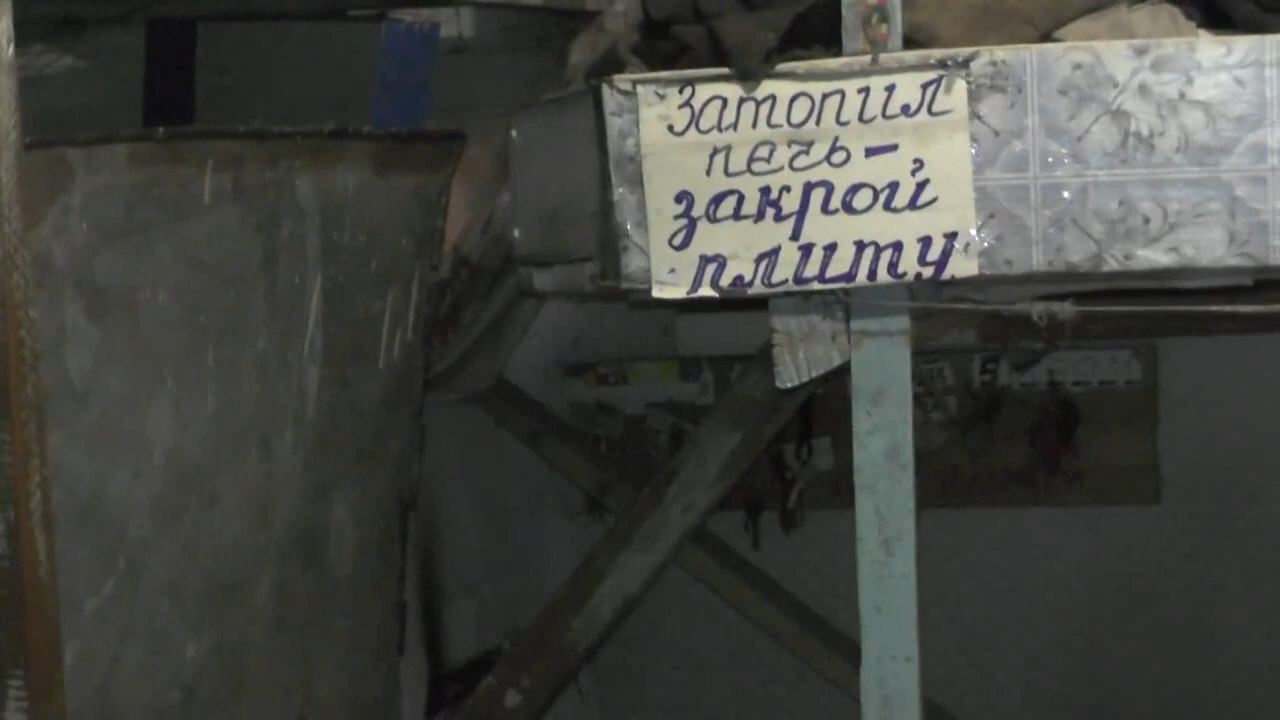 Затопил
печь-
закрой
плиту